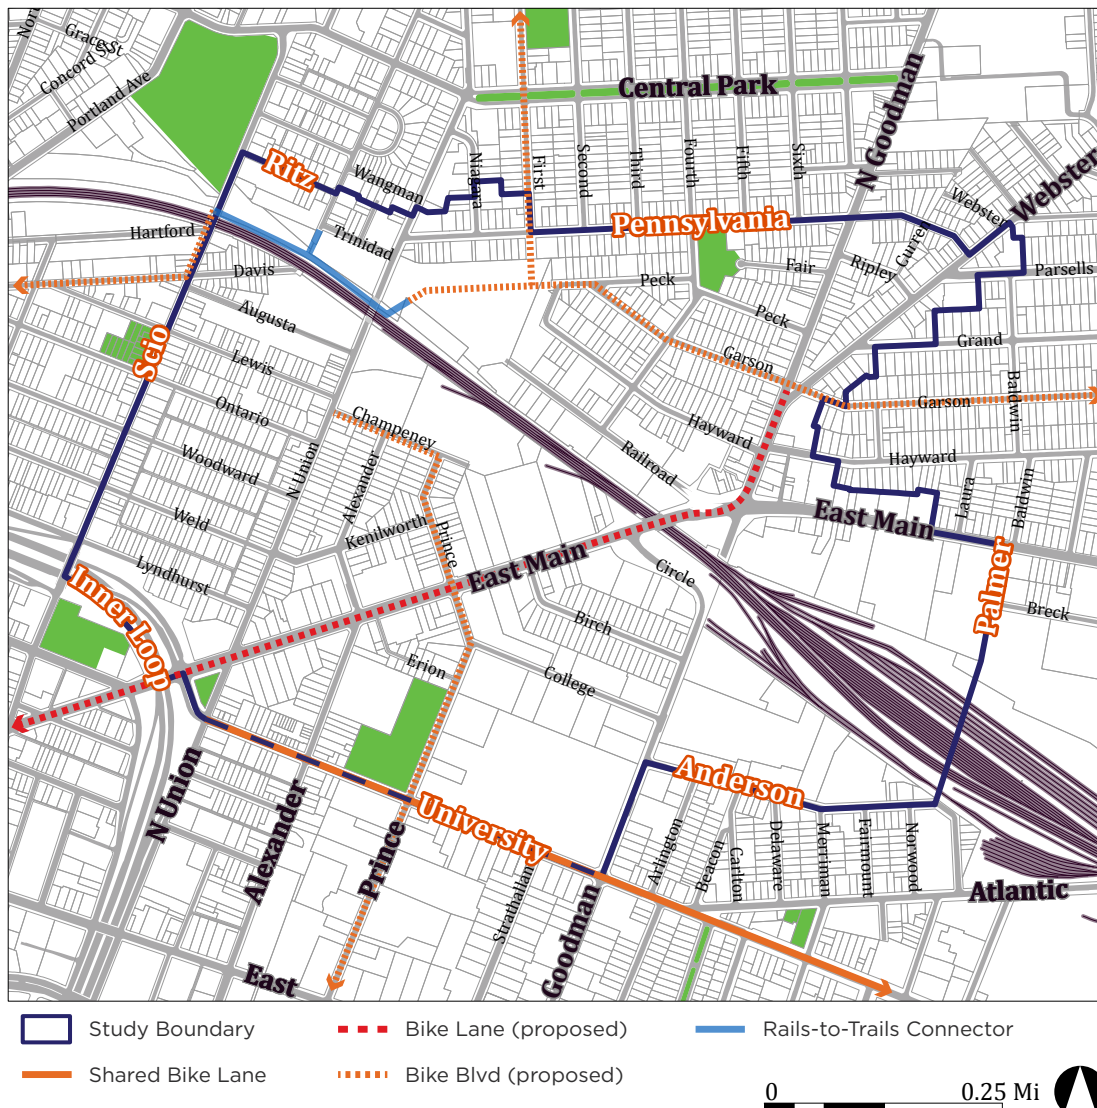 Nor
Grace St
Concord St
Portland Ave
Central Park
N Goodman
Ritz
Wangman
Niagara
First
Second
Third
Fourth
Fifth
Sixth
Webster
Webster
Hartford
Trinidad
Pennsylvania
Curren
Davis
Peck
Fair
Ripley
Parsells
Augusta
Peck
Scio
Lewis
Garson
Grand
Baldwin
Ontario
Champeney
Garson
Hayward
Woodward
N Union
Alexander
Railroad
Hayward
Laura
Baldwin
Weld
Kenilworth
Prince
East Main
East Main
Lyndhurst
Circle
Palmer
Inner Loop
Birch
Breck
Erion
College
N Union
Alexander
Anderson
University
Prince
Arlington
Beacon
Carlton
Delaware
Merriman
Fairmount
Norwood
Strathallan
Goodman
Atlantic
East
Study Boundary
Bike Lane (proposed)
Rails-to-Trails Connector
Shared Bike Lane
Bike Blvd (proposed)
0 0.25 Mi